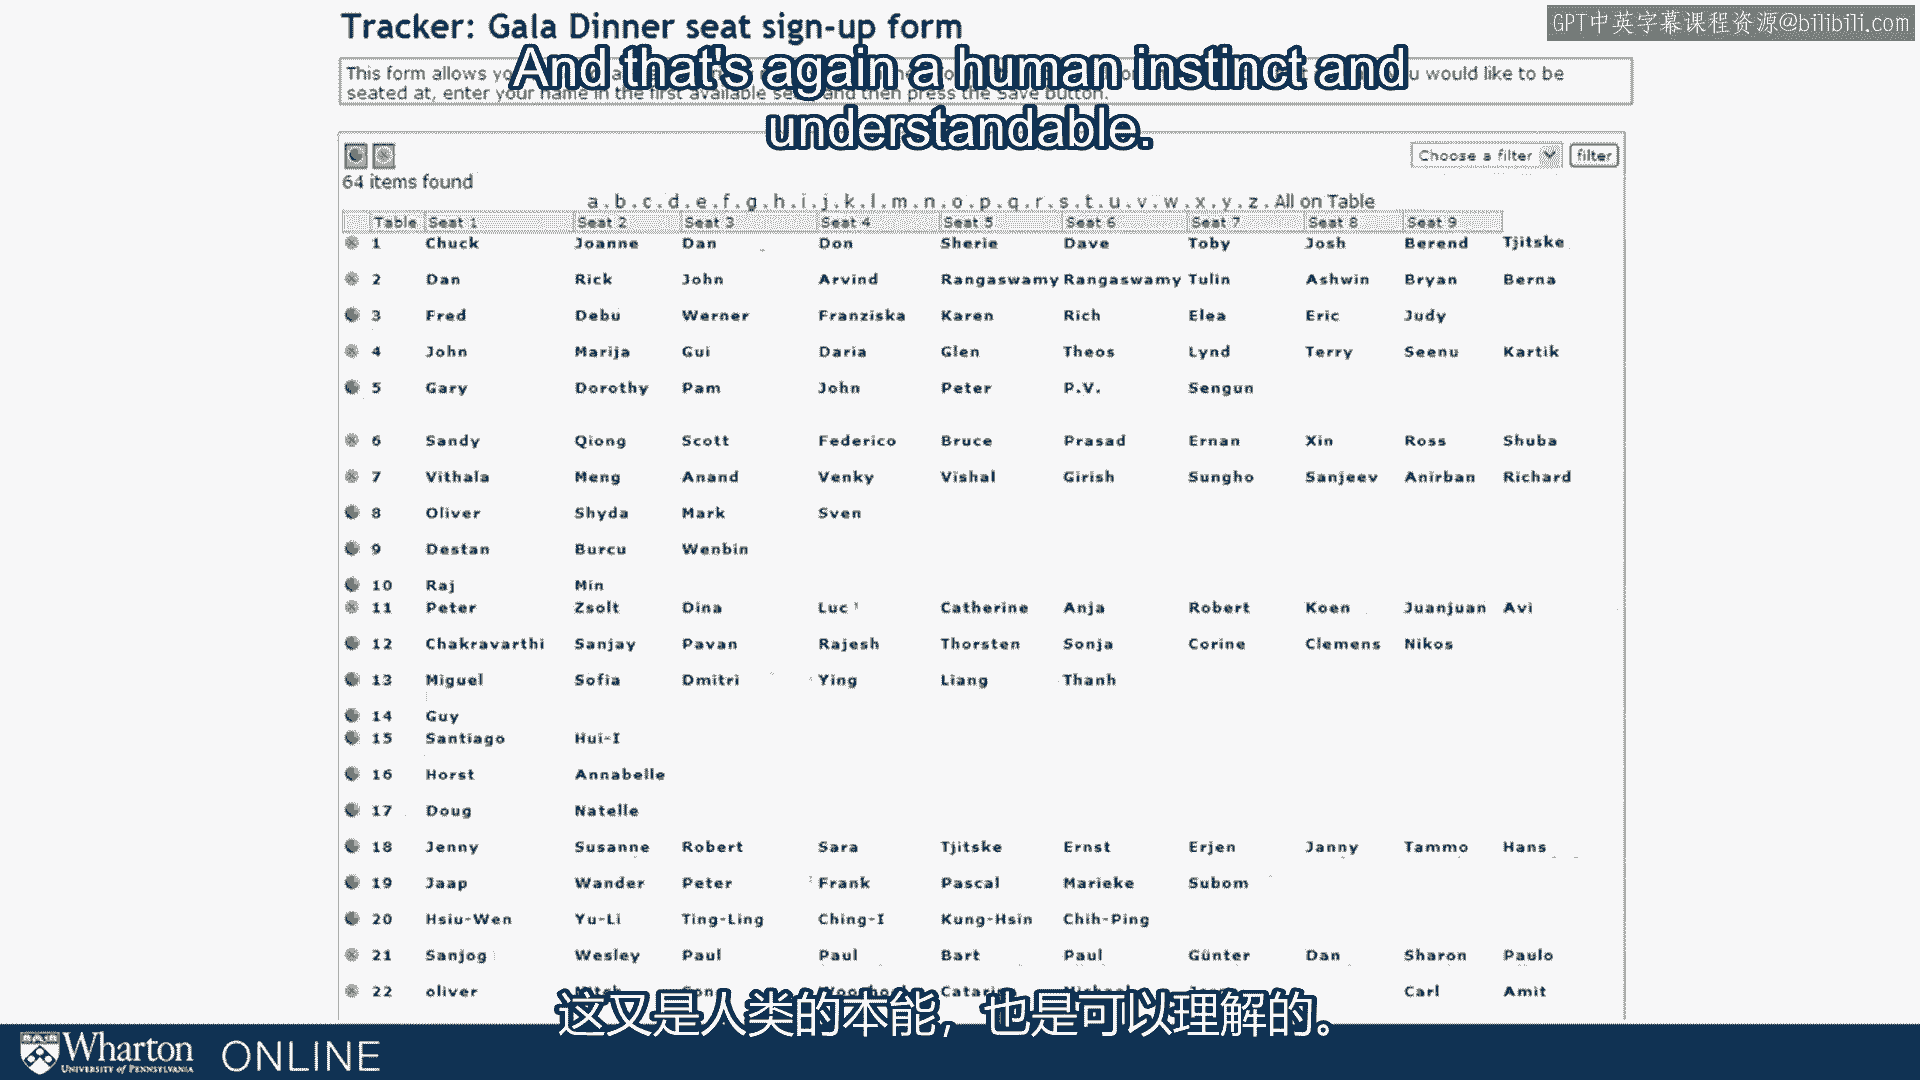 Tracker: Gala Dinner seat sign-up form
GPT中英字幕课程资源@bilibili.com
And that's again a human instinct and
understandable.
This form allows you would like to be
seated at, enter your name in the first available seat and then press the Save button.
Choose a filter filter
64 items found
a . b . c . d . e . f . g . h . i . j . k . l . m . n . o . p . q . r . s . t . u . v . w . x . y . z . All on Table
Table Seat 1 Seat 2 Seat 3 Seat 4 Seat 5 Seat 6 Seat 7 Seat 8 Seat 9
1 Chuck Joanne Dan Don Sherie Dave Toby Josh Berend Tjitske
2 Dan Rick John Arvind Rangaswamy Rangaswamy Tulin Ashwin Bryan Berna
3 Fred Debu Werner Franziska Karen Rich Elea Eric Judy
4 John Marija Gui Daria Glen Theos Lynd Terry Seenu Kartik
5 Gary Dorothy Pam John Peter P.V. Sengun
6 Sandy Qiong Scott Federico Bruce Prasad Ernan Xin Ross Shuba
7 Vithala Meng Anand Venky Vishal Girish Sungho Sanjeev Anirban Richard
8 Oliver Shyda Mark Sven
9 Destan Burcu Wenbin
10 Raj Min
11 Peter Zsolt Dina Luc Catherine Anja Robert Koen Juanjuan Avi
12 Chakravarthi Sanjay Pavan Rajesh Thorsten Sonja Corine Clemens Nikos
13 Miguel Sofia Dmitri Ying Liang Thanh
14 Guy
15 Santiago Hui-I
16 Horst Annabelle
17 Doug Natelle
18 Jenny Susanne Robert Sara Tjitske Ernst Erjen Janny Tammo Hans
19 Jaap Wander Peter Frank Pascal Marieke Subom
20 Hsiu-Wen Yu-Li Ting-Ling Ching-I Kung-Hsin Chih-Ping
21 Sanjog Wesley Paul Paul Bart Paul Günter Dan Sharon Paulo
22 oliver Carl Amit
这又是人类的本能，也是可以理解的。
Wharton ONLINE
UNIVERSITY of PENNSYLVANIA